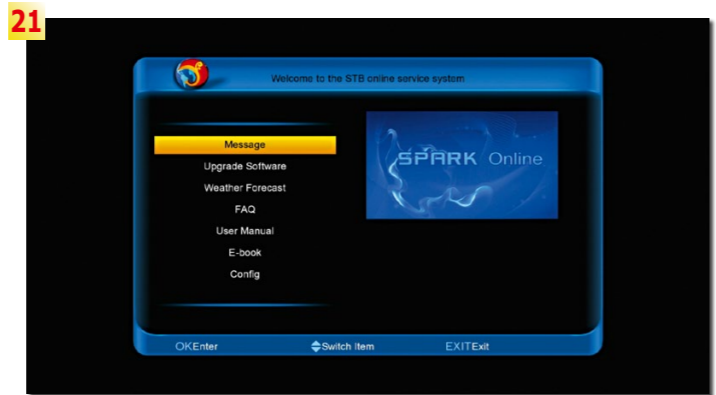 21
Welcome to the STB online service system
Message
SPARK Online
Upgrade Software
Weather Forecast
FAQ
User Manual
E-book
Config
OKEnter
Switch Item
EXITExit